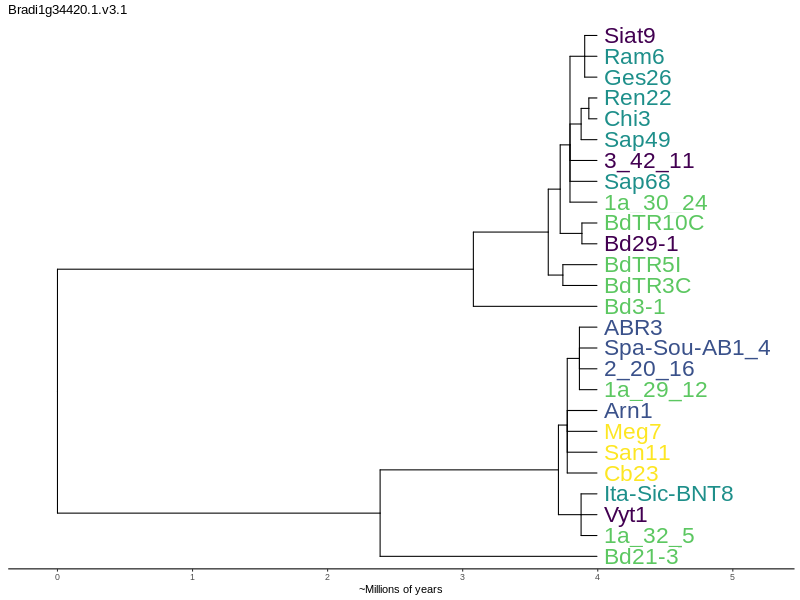 Bradi1g34420.1.v3.1
Siat9
Ram6
Ges26
Ren22
Chi3
Sap49
3_42_11
Sap68
1a_30_24
BdTR10C
Bd29-1
BdTR5I
BdTR3C
Bd3-1
ABR3
Spa-Sou-AB1_4
2_20_16
1a_29_12
Arn1
Meg7
San11
Cb23
Ita-Sic-BNT8
Vyt1
1a_32_5
Bd21-3
0 1 2 3 4 5
~Millions of years